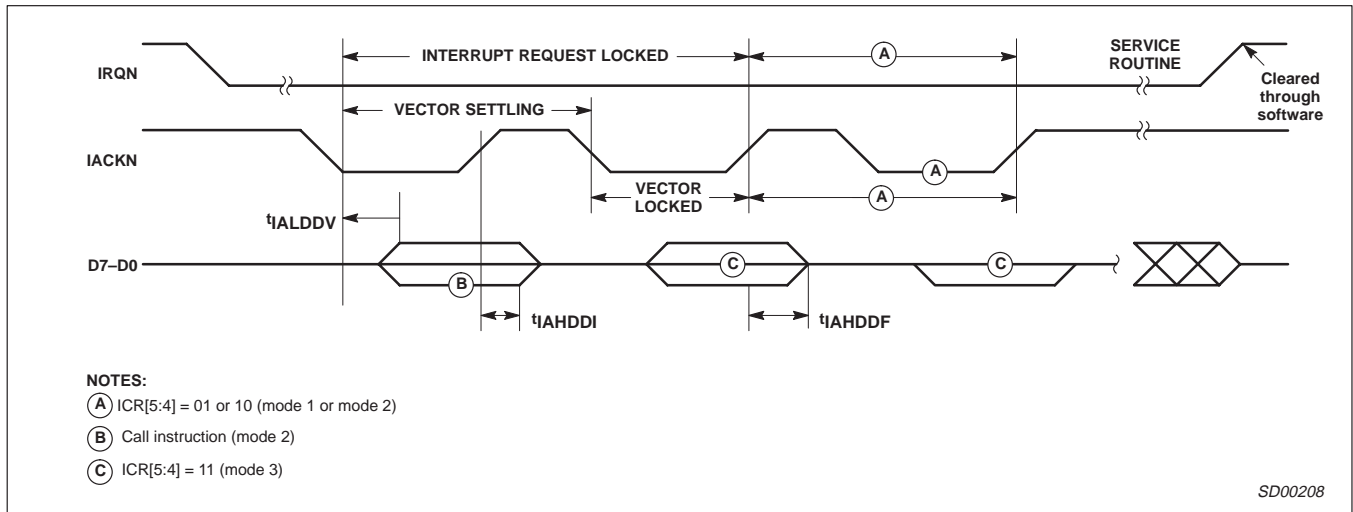 INTERRUPT REQUEST LOCKED
A
SERVICE
ROUTINE
IRQN
Cleared
through
software
VECTOR SETTLING
IACKN
A
VECTOR
LOCKED
A
tIALDDV
D7–D0
B
C
C
tIAHDDI
tIAHDDF
NOTES:
A ICR[5:4] = 01 or 10 (mode 1 or mode 2)
B Call instruction (mode 2)
C ICR[5:4] = 11 (mode 3)
SD00208